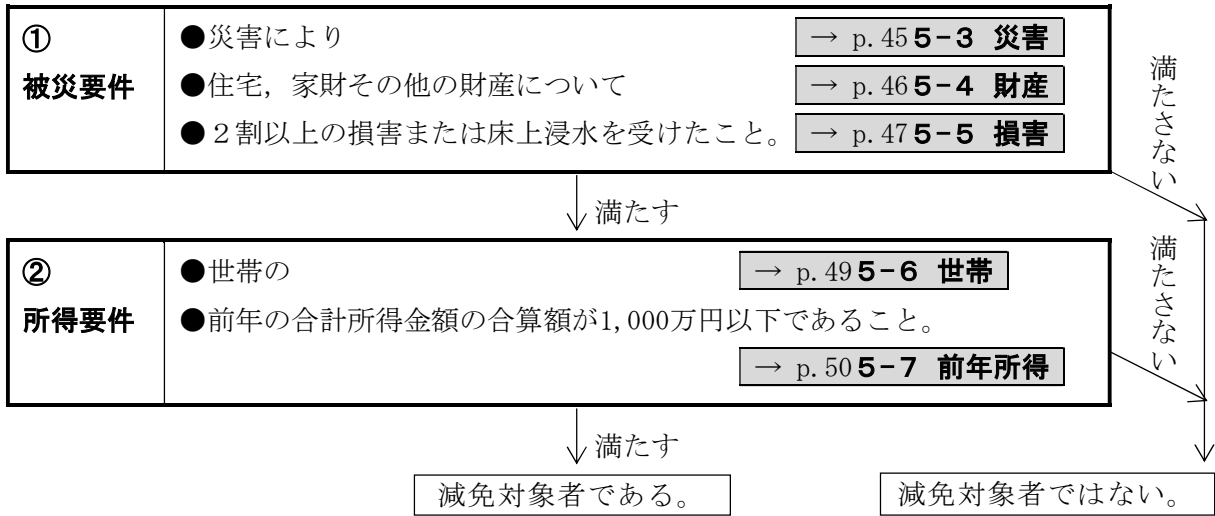 ①
被災要件
●災害により → p.45 5-3 災害
●住宅，家財その他の財産について → p.46 5-4 財産
●２割以上の損害または床上浸水を受けたこと。 → p.47 5-5 損害
満たさない
満たす
②
所得要件
●世帯の → p.49 5-6 世帯
●前年の合計所得金額の合算額が1,000万円以下であること。
→ p.50 5-7 前年所得
満たさない
満たす
減免対象者である。
減免対象者ではない。